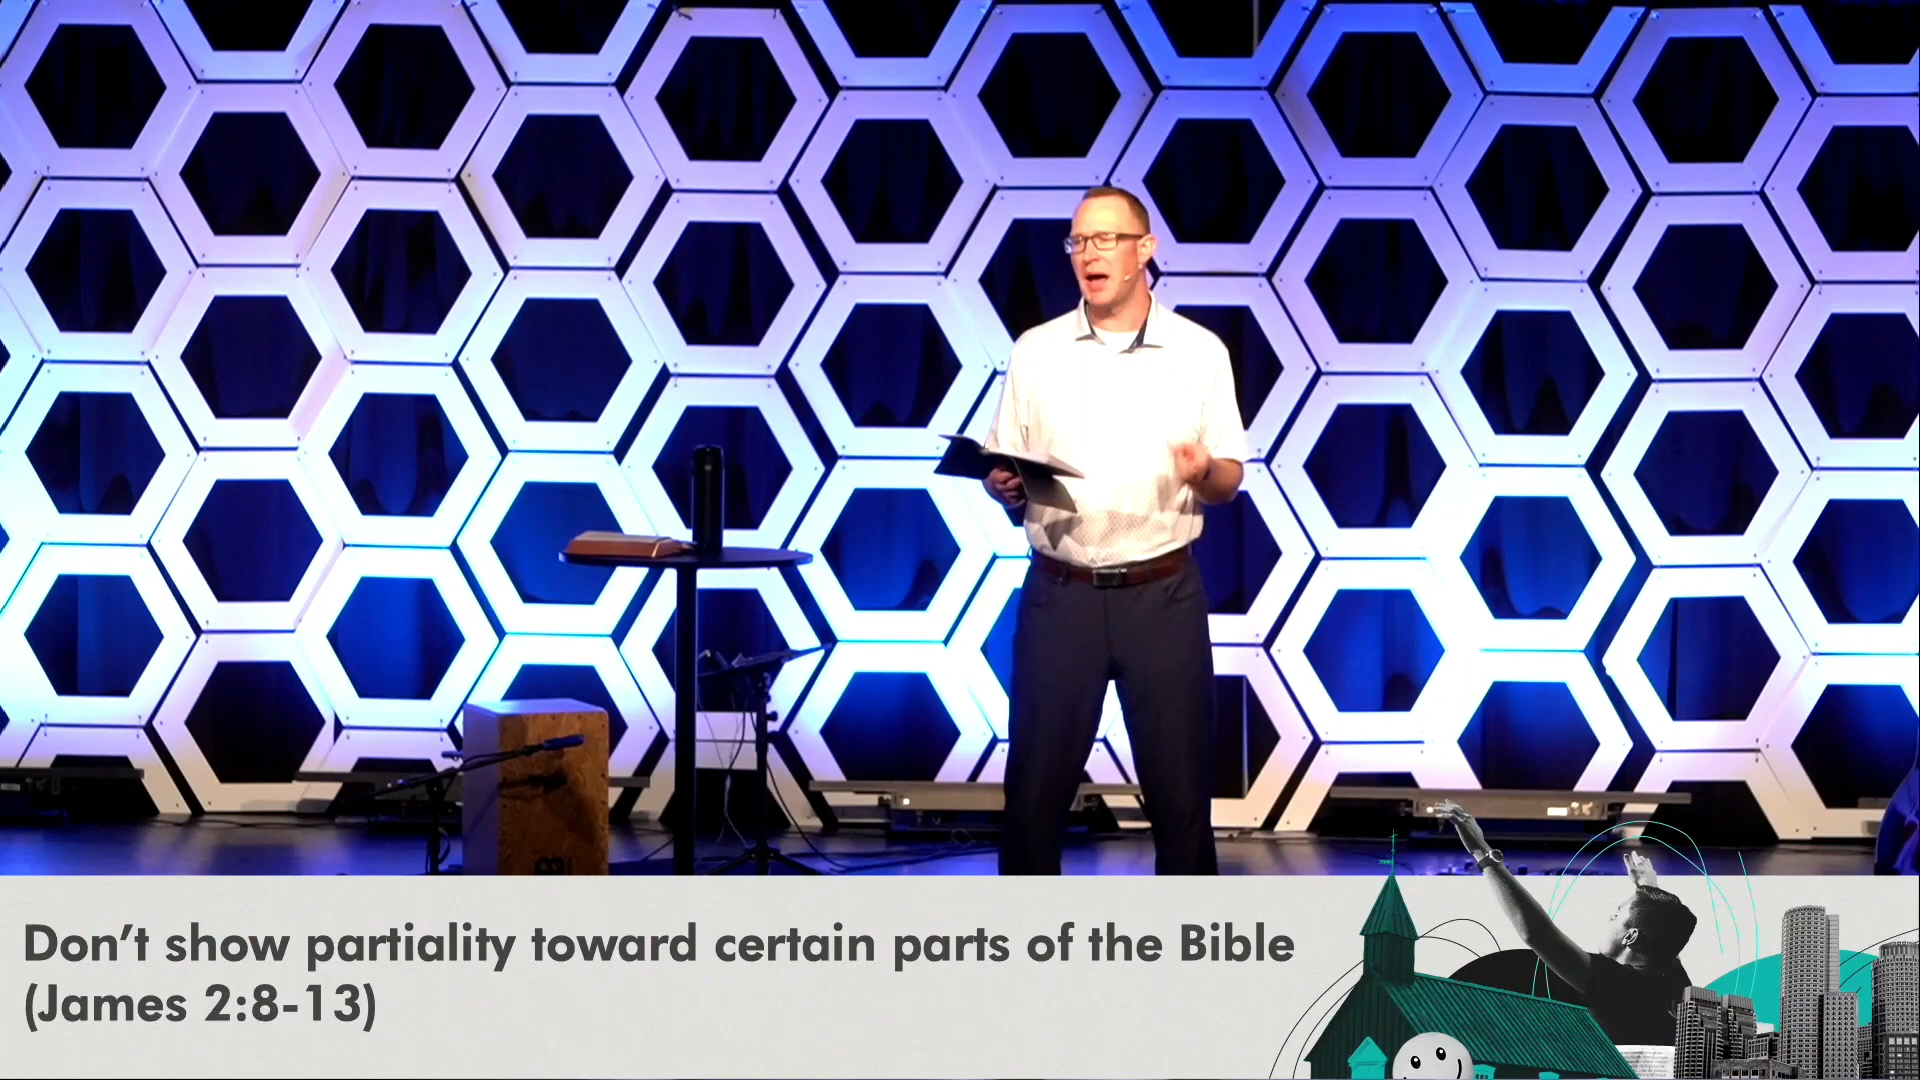 Don't show partiality toward certain parts of the Bible
(James 2:8-13)